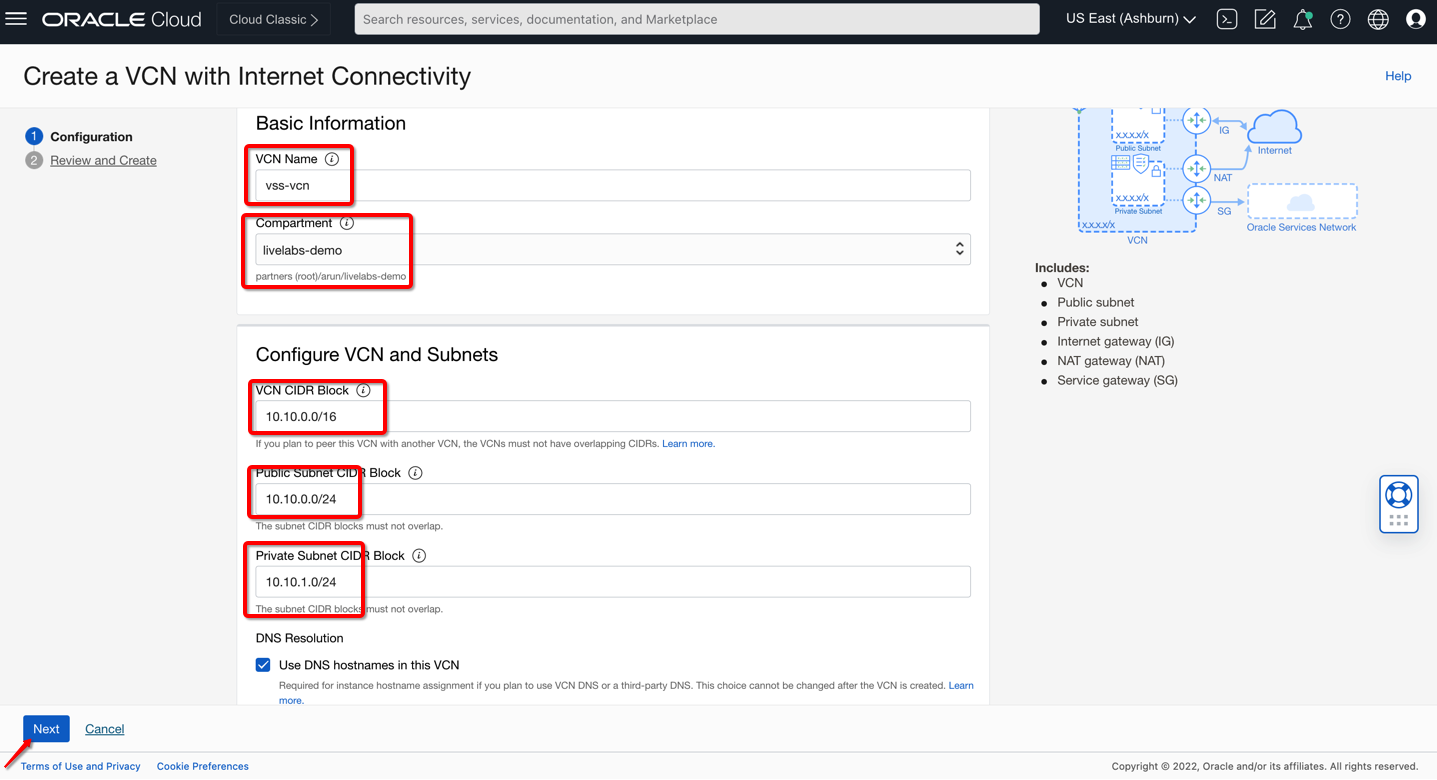 ORACLE Cloud
Cloud Classic >
Search resources, services, documentation, and Marketplace
US East (Ashburn)
Create a VCN with Internet Connectivity
Help
1 Configuration
2 Review and Create
Basic Information
VCN Name
vss-vcn
Compartment
livelabs-demo
partners (root)/arun/livelabs-demo
Configure VCN and Subnets
VCN CIDR Block
10.10.0.0/16
If you plan to peer this VCN with another VCN, the VCNs must not have overlapping CIDRs. Learn more.
Public Subnet CIDR Block
10.10.0.0/24
The subnet CIDR blocks must not overlap.
Private Subnet CIDR Block
10.10.1.0/24
The subnet CIDR blocks must not overlap.
DNS Resolution
Use DNS hostnames in this VCN
Required for instance hostname assignment if you plan to use VCN DNS or a third-party DNS. This choice cannot be changed after the VCN is created. Learn
more.
x.x.x.x/x
Public Subnet
IG
Internet
NAT
x.x.x.x/x
Private Subnet
SG
x.x.x.x/x
Oracle Services Network
VCN
Includes:
• VCN
• Public subnet
• Private subnet
• Internet gateway (IG)
• NAT gateway (NAT)
• Service gateway (SG)
Next
Cancel
Terms of Use and Privacy
Cookie Preferences
Copyright © 2022, Oracle and/or its affiliates. All rights reserved.